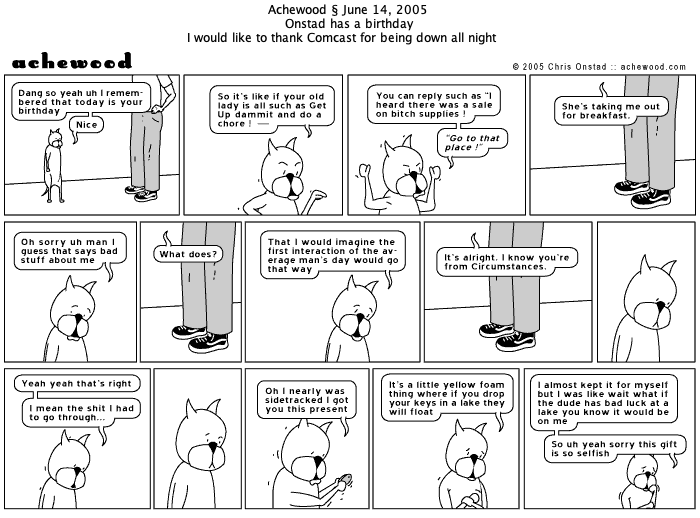 Achewood § June 14, 2005
Onstad has a birthday
I would like to thank Comcast for being down all night
achewood
© 2005 Chris Onstad :: achewood.com
Dang so yeah uh I remem-
bered that today is your
birthday
Nice
So it's like if your old
lady is all such as Get
Up dammit and do a
chore ! —
You can reply such as "I
heard there was a sale
on bitch supplies !
"Go to that
place !"
She's taking me out
for breakfast.
Oh sorry uh man I
guess that says bad
stuff about me
What does?
That I would imagine the
first interaction of the av-
erage man's day would go
that way
It's alright. I know you're
from Circumstances.
Yeah yeah that's right
I mean the shit I had
to go through...
Oh I nearly was
sidetracked I got
you this present
It's a little yellow foam
thing where if you drop
your keys in a lake they
will float
I almost kept it for myself
but I was like wait what if
the dude has bad luck at a
lake you know it would be
on me
So uh yeah sorry this gift
is so selfish